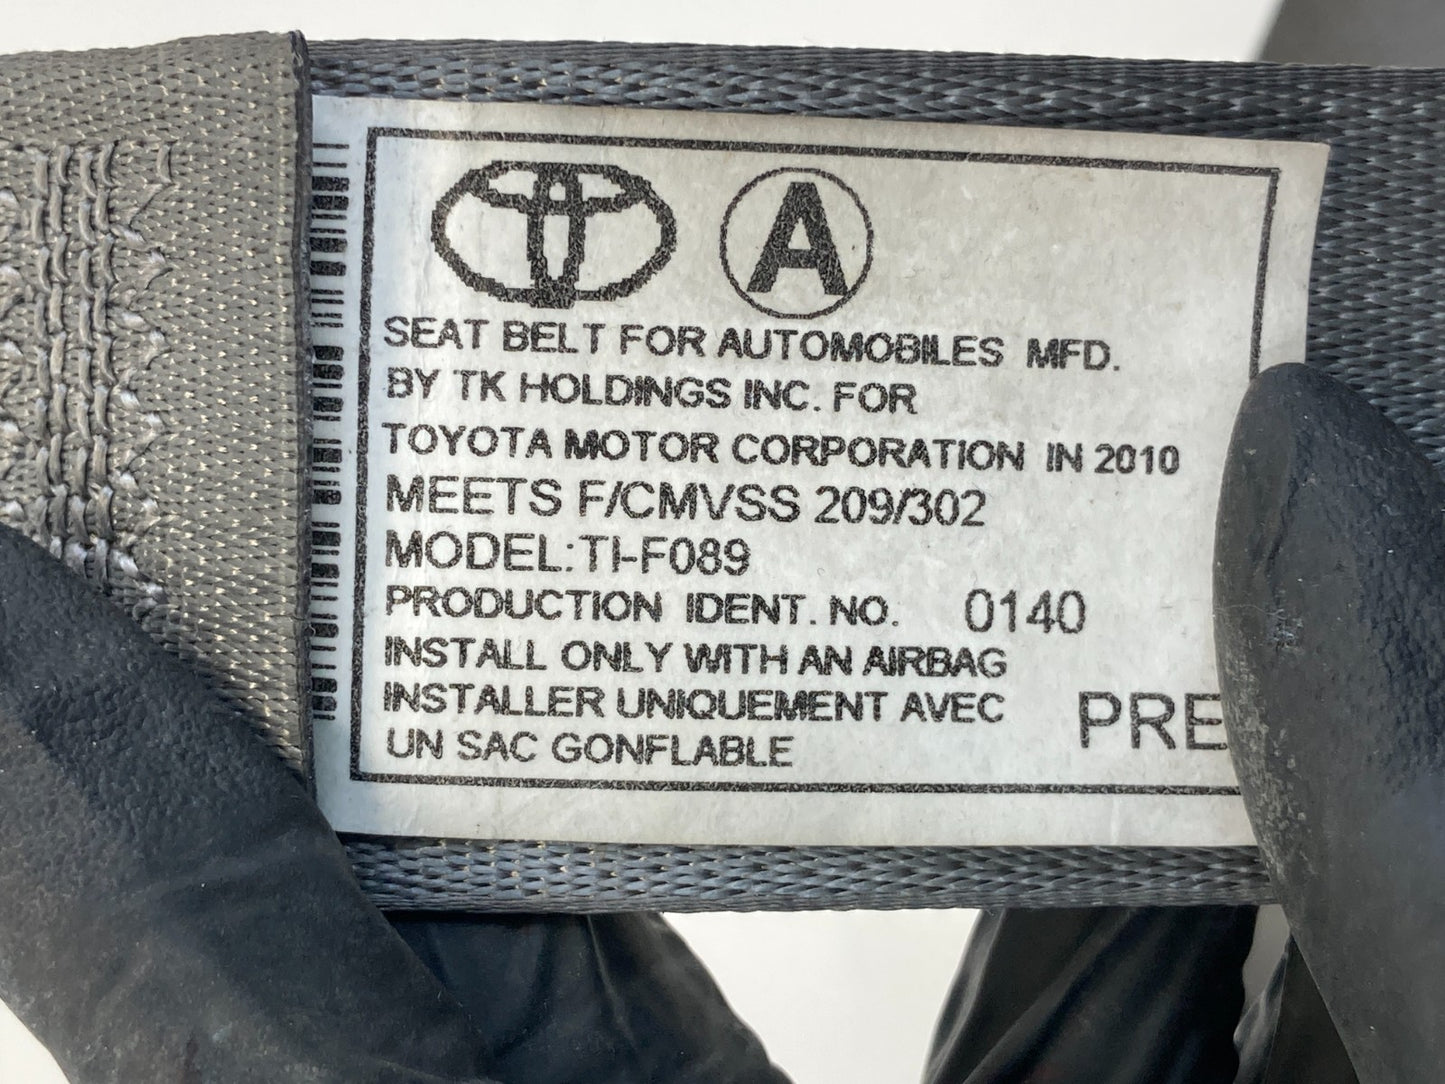 A
SEAT BELT FOR AUTOMOBILES MFD.
BY TK HOLDINGS INC. FOR
TOYOTA MOTOR CORPORATION IN 2010
MEETS F/CMVSS 209/302
MODEL:TI-F089
PRODUCTION IDENT. NO. 0140
INSTALL ONLY WITH AN AIRBAG
INSTALLER UNIQUEMENT AVEC PRE
UN SAC GONFLABLE